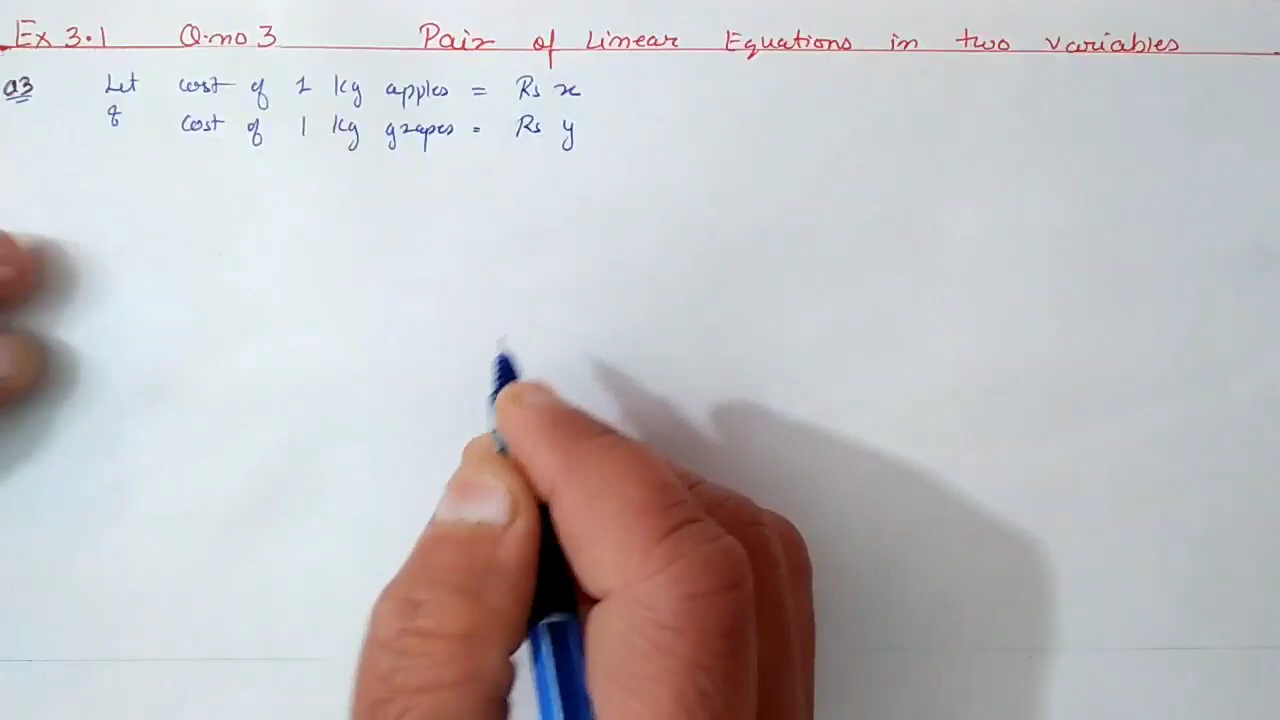 Ex 3.1 Q.no 3 Pair of Linear Equations in two variables
Q3 Let cost of 1 kg apples = Rs x
& cost of 1 kg grapes = Rs y